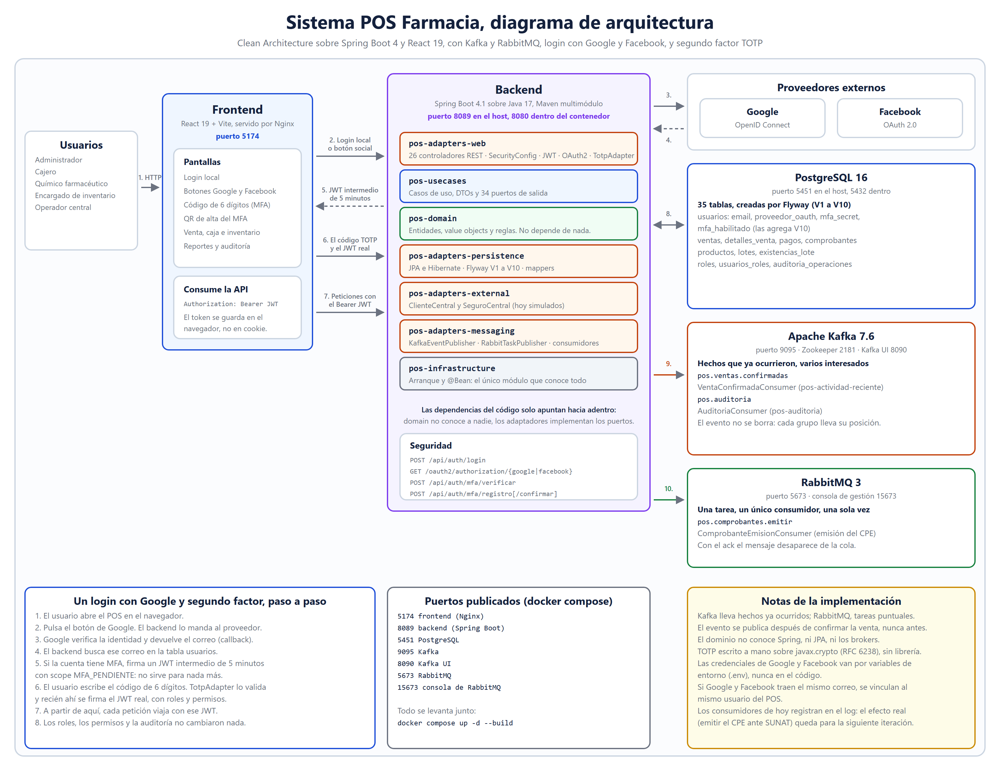 Sistema POS Farmacia, diagrama de arquitectura
Clean Architecture sobre Spring Boot 4 y React 19, con Kafka y RabbitMQ, login con Google y Facebook, y segundo factor TOTP
Usuarios
Administrador
Cajero
Químico farmacéutico
Encargado de inventario
Operador central
1. HTTP
Frontend
React 19 + Vite, servido por Nginx
puerto 5174
Pantallas
Login local
Botones Google y Facebook
Código de 6 dígitos (MFA)
QR de alta del MFA
Venta, caja e inventario
Reportes y auditoría
Consume la API
Authorization: Bearer JWT
El token se guarda en el
navegador, no en cookie.
2. Login local
o botón social
5. JWT intermedio
de 5 minutos
6. El código TOTP
y el JWT real
7. Peticiones con
el Bearer JWT
Backend
Spring Boot 4.1 sobre Java 17, Maven multimódulo
puerto 8089 en el host, 8080 dentro del contenedor
pos-adapters-web
26 controladores REST · SecurityConfig · JWT · OAuth2 · TotpAdapter
pos-usecases
Casos de uso, DTOs y 34 puertos de salida
pos-domain
Entidades, value objects y reglas. No depende de nada.
pos-adapters-persistence
JPA e Hibernate · Flyway V1 a V10 · mappers
pos-adapters-external
ClienteCentral y SeguroCentral (hoy simulados)
pos-adapters-messaging
KafkaEventPublisher · RabbitTaskPublisher · consumidores
pos-infrastructure
Arranque y @Bean: el único módulo que conoce todo
Las dependencias del código solo apuntan hacia adentro:
domain no conoce a nadie, los adaptadores implementan los puertos.
Seguridad
POST /api/auth/login
GET /oauth2/authorization/{google|facebook}
POST /api/auth/mfa/verificar
POST /api/auth/mfa/registro[/confirmar]
3.
4.
8.
9.
10.
Proveedores externos
Google
OpenID Connect
Facebook
OAuth 2.0
PostgreSQL 16
puerto 5451 en el host, 5432 dentro
35 tablas, creadas por Flyway (V1 a V10)
usuarios: email, proveedor_oauth, mfa_secret,
mfa_habilitado (las agrega V10)
ventas, detalles_venta, pagos, comprobantes
productos, lotes, existencias_lote
roles, usuarios_roles, auditoria_operaciones
Apache Kafka 7.6
puerto 9095 · Zookeeper 2181 · Kafka UI 8090
Hechos que ya ocurrieron, varios interesados
pos.ventas.confirmadas
VentaConfirmadaConsumer (pos-actividad-reciente)
pos.auditoria
AuditoriaConsumer (pos-auditoria)
El evento no se borra: cada grupo lleva su posición.
RabbitMQ 3
puerto 5673 · consola de gestión 15673
Una tarea, un único consumidor, una sola vez
pos.comprobantes.emitir
ComprobanteEmisionConsumer (emisión del CPE)
Con el ack el mensaje desaparece de la cola.
Un login con Google y segundo factor, paso a paso
1. El usuario abre el POS en el navegador.
2. Pulsa el botón de Google. El backend lo manda al proveedor.
3. Google verifica la identidad y devuelve el correo (callback).
4. El backend busca ese correo en la tabla usuarios.
5. Si la cuenta tiene MFA, firma un JWT intermedio de 5 minutos
con scope MFA_PENDIENTE: no sirve para nada más.
6. El usuario escribe el código de 6 dígitos. TotpAdapter lo valida
y recién ahí se firma el JWT real, con roles y permisos.
7. A partir de aquí, cada petición viaja con ese JWT.
8. Los roles, los permisos y la auditoría no cambiaron nada.
Puertos publicados (docker compose)
5174 frontend (Nginx)
8089 backend (Spring Boot)
5451 PostgreSQL
9095 Kafka
8090 Kafka UI
5673 RabbitMQ
15673 consola de RabbitMQ
Todo se levanta junto:
docker compose up -d --build
Notas de la implementación
Kafka lleva hechos ya ocurridos; RabbitMQ, tareas puntuales.
El evento se publica después de confirmar la venta, nunca antes.
El dominio no conoce Spring, ni JPA, ni los brokers.
TOTP escrito a mano sobre javax.crypto (RFC 6238), sin librería.
Las credenciales de Google y Facebook van por variables de
entorno (.env), nunca en el código.
Si Google y Facebook traen el mismo correo, se vinculan al
mismo usuario del POS.
Los consumidores de hoy registran en el log: el efecto real
(emitir el CPE ante SUNAT) queda para la siguiente iteración.